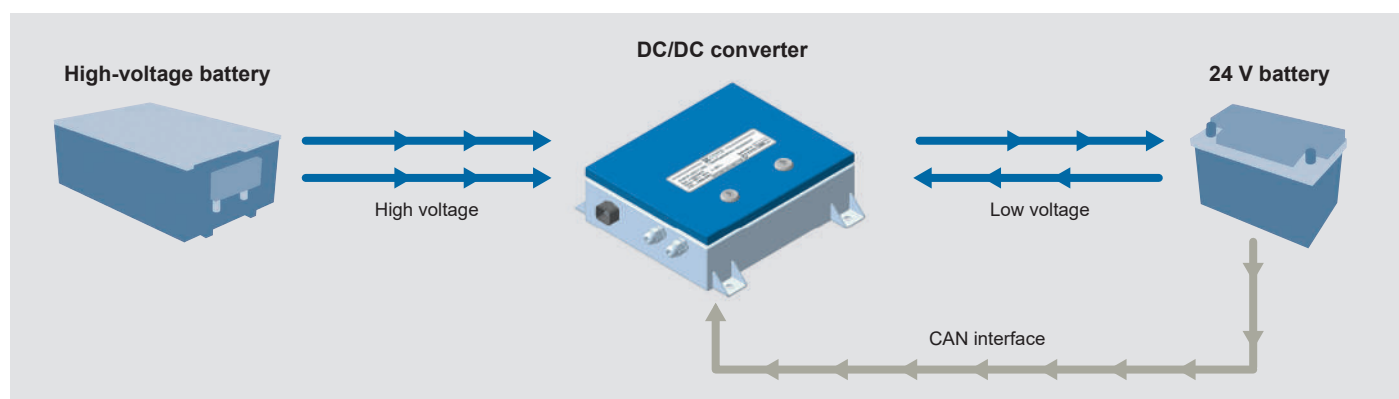 DC/DC converter
High-voltage battery
24 V battery
High voltage
Low voltage
CAN interface